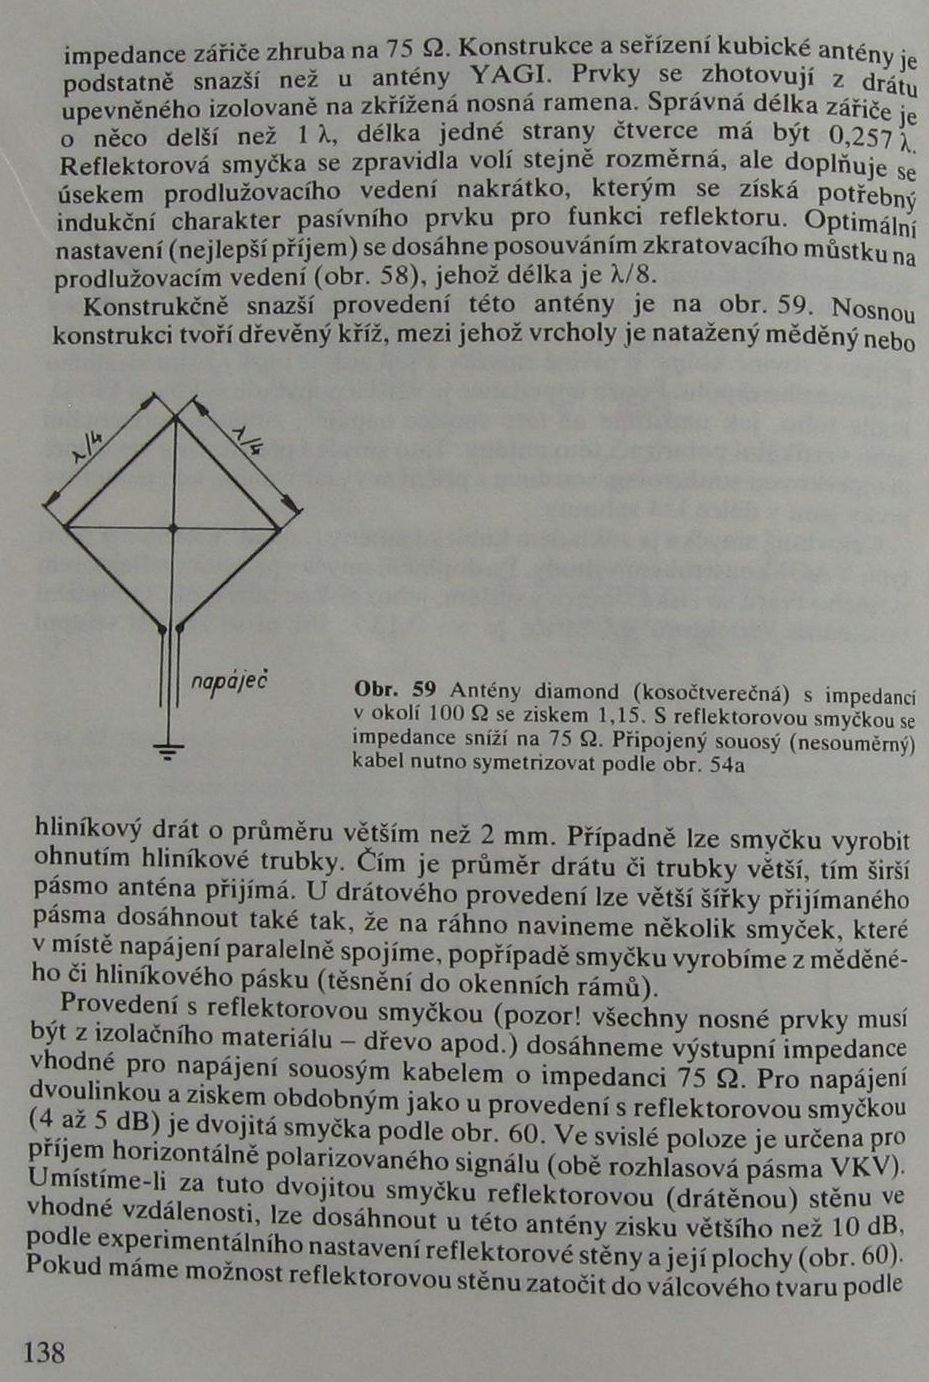 impedance zářiče zhruba na 75 Ω. Konstrukce a seřízení kubické antény je
podstatně snazší než u antény YAGI. Prvky se zhotovují z drátu
upevněného izolovaně na zkřížená nosná ramena. Správná délka zářiče je
o něco delší než 1 λ, délka jedné strany čtverce má být 0,257 λ.
Reflektorová smyčka se zpravidla volí stejně rozměrná, ale doplňuje se
úsekem prodlužovacího vedení nakrátko, kterým se získá potřebný
indukční charakter pasívního prvku pro funkci reflektoru. Optimální
nastavení (nejlepší příjem) se dosáhne posouváním zkratovacího můstku na
prodlužovacím vedení (obr. 58), jehož délka je λ/8.
Konstrukčně snazší provedení této antény je na obr. 59. Nosnou
konstrukci tvoří dřevěný kříž, mezi jehož vrcholy je natažený měděný nebo
λ/4
λ/4
napáječ
Obr. 59 Antény diamond (kosočtverečná) s impedancí
v okolí 100 Ω se ziskem 1,15. S reflektorovou smyčkou se
impedance sníží na 75 Ω. Připojený souosý (nesouměrný)
kabel nutno symetrizovat podle obr. 54a
hliníkový drát o průměru větším než 2 mm. Případně lze smyčku vyrobit
ohnutím hliníkové trubky. Čím je průměr drátu či trubky větší, tím širší
pásmo anténa přijímá. U drátového provedení lze větší šířky přijímaného
pásma dosáhnout také tak, že na ráhno navineme několik smyček, které
v místě napájení paralelně spojíme, popřípadě smyčku vyrobíme z měděné-
ho či hliníkového pásku (těsnění do okenních rámů).
Provedení s reflektorovou smyčkou (pozor! všechny nosné prvky musí
být z izolačního materiálu – dřevo apod.) dosáhneme výstupní impedance
vhodné pro napájení souosým kabelem o impedanci 75 Ω. Pro napájení
dvoulinkou a ziskem obdobným jako u provedení s reflektorovou smyčkou
(4 až 5 dB) je dvojitá smyčka podle obr. 60. Ve svislé poloze je určena pro
příjem horizontálně polarizovaného signálu (obě rozhlasová pásma VKV).
Umístíme-li za tuto dvojitou smyčku reflektorovou (drátěnou) stěnu ve
vhodné vzdálenosti, lze dosáhnout u této antény zisku většího než 10 dB,
podle experimentálního nastavení reflektorové stěny a její plochy (obr. 60).
Pokud máme možnost reflektorovou stěnu zatočit do válcového tvaru podle
138